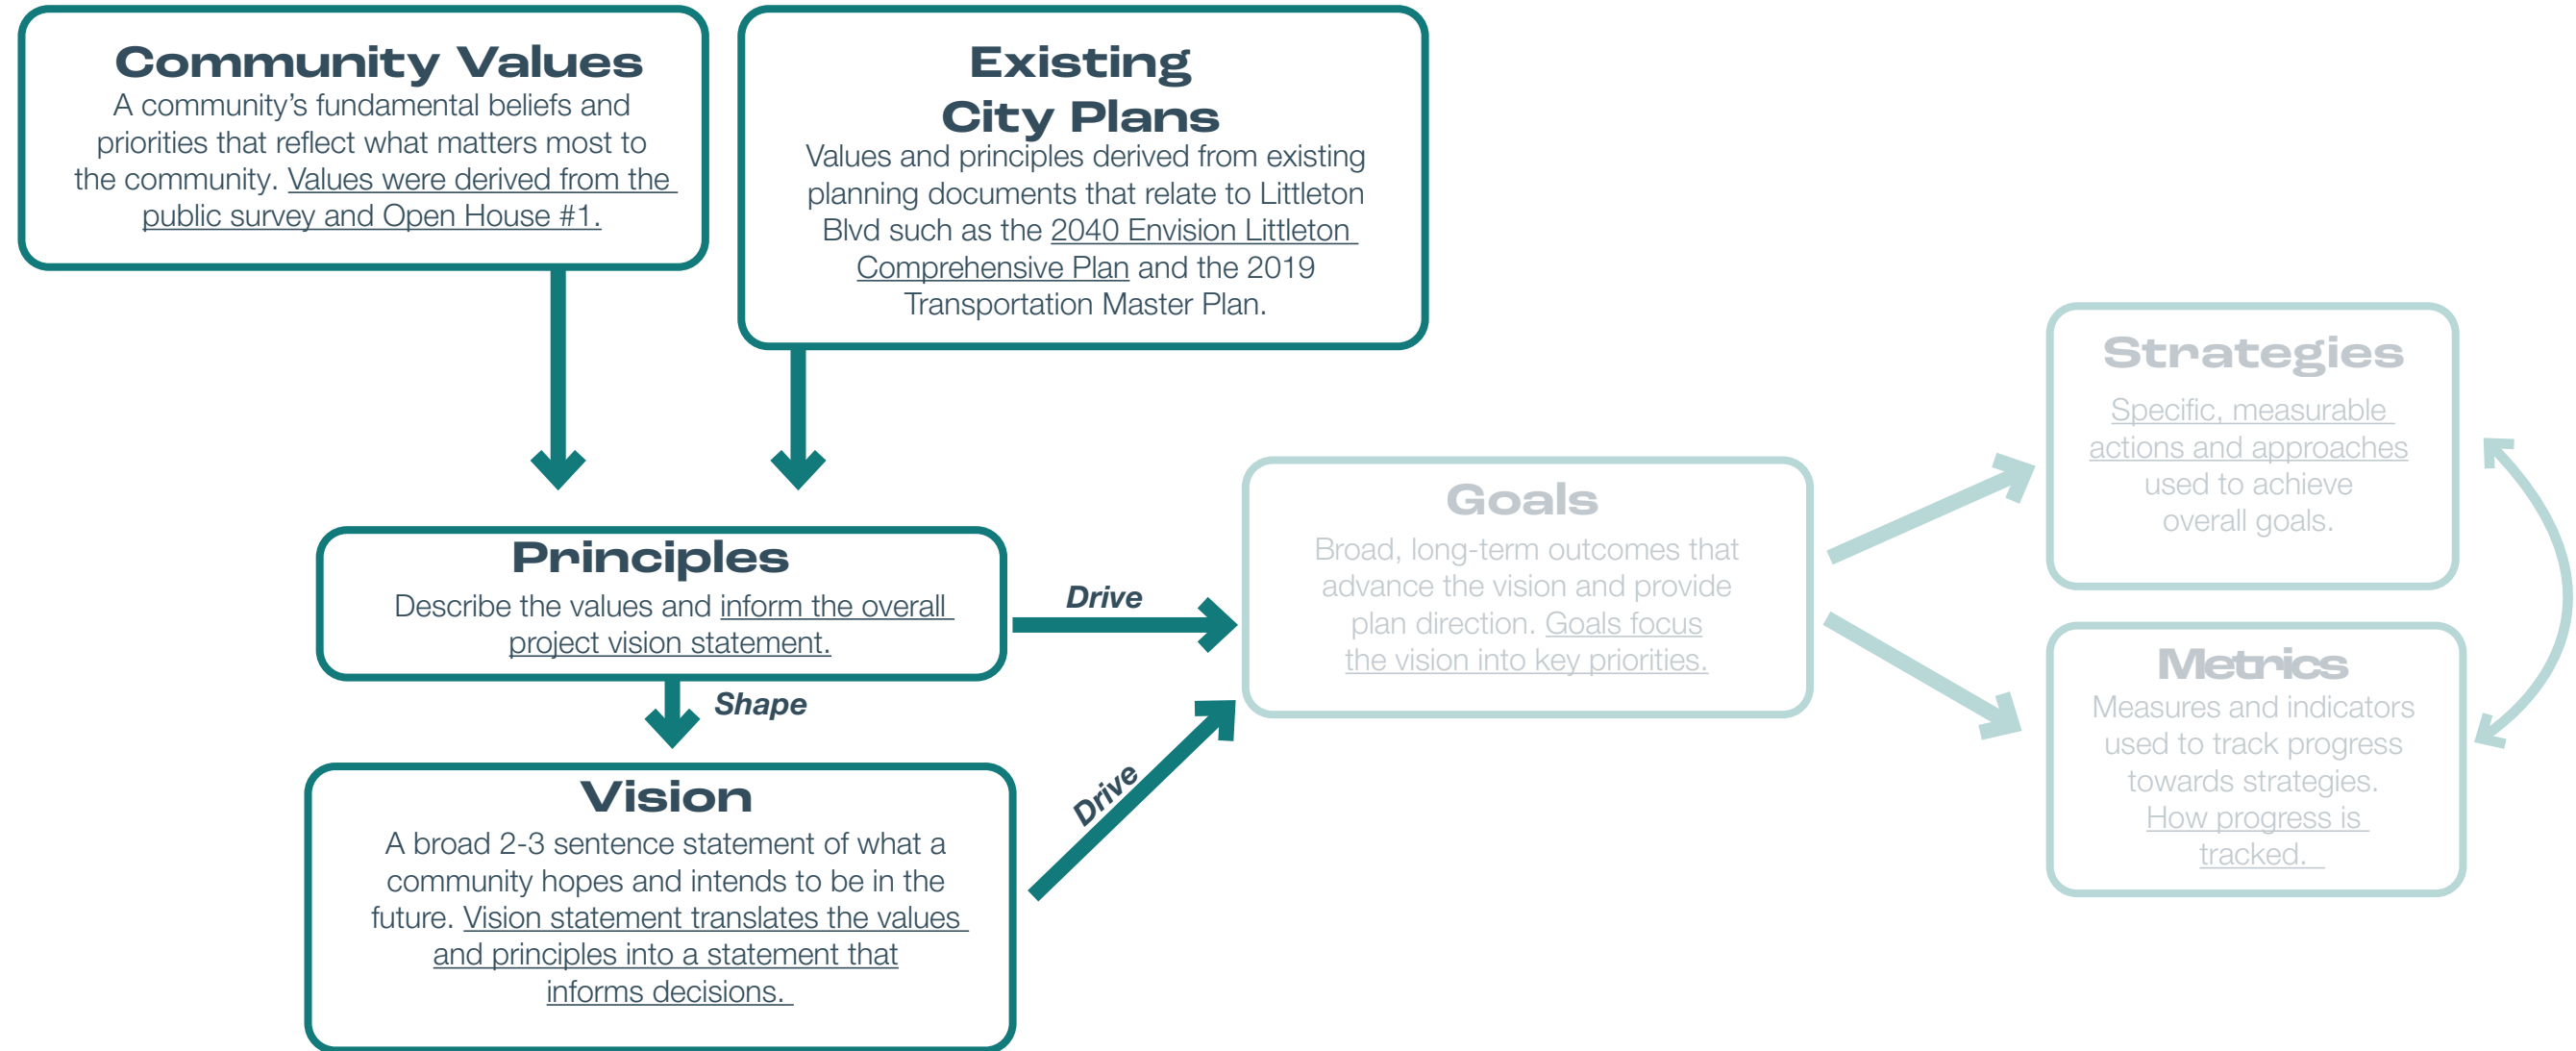 Community Values
A community’s fundamental beliefs and
priorities that reflect what matters most to
the community. Values were derived from the
public survey and Open House #1.
Existing
City Plans
Values and principles derived from existing
planning documents that relate to Littleton
Blvd such as the 2040 Envision Littleton
Comprehensive Plan and the 2019
Transportation Master Plan.
Principles
Describe the values and inform the overall
project vision statement.
Drive
Shape
Vision
A broad 2-3 sentence statement of what a
community hopes and intends to be in the
future. Vision statement translates the values
and principles into a statement that
informs decisions.
Drive
Goals
Broad, long-term outcomes that
advance the vision and provide
plan direction. Goals focus
the vision into key priorities.
Strategies
Specific, measurable
actions and approaches
used to achieve
overall goals.
Metrics
Measures and indicators
used to track progress
towards strategies.
How progress is
tracked.